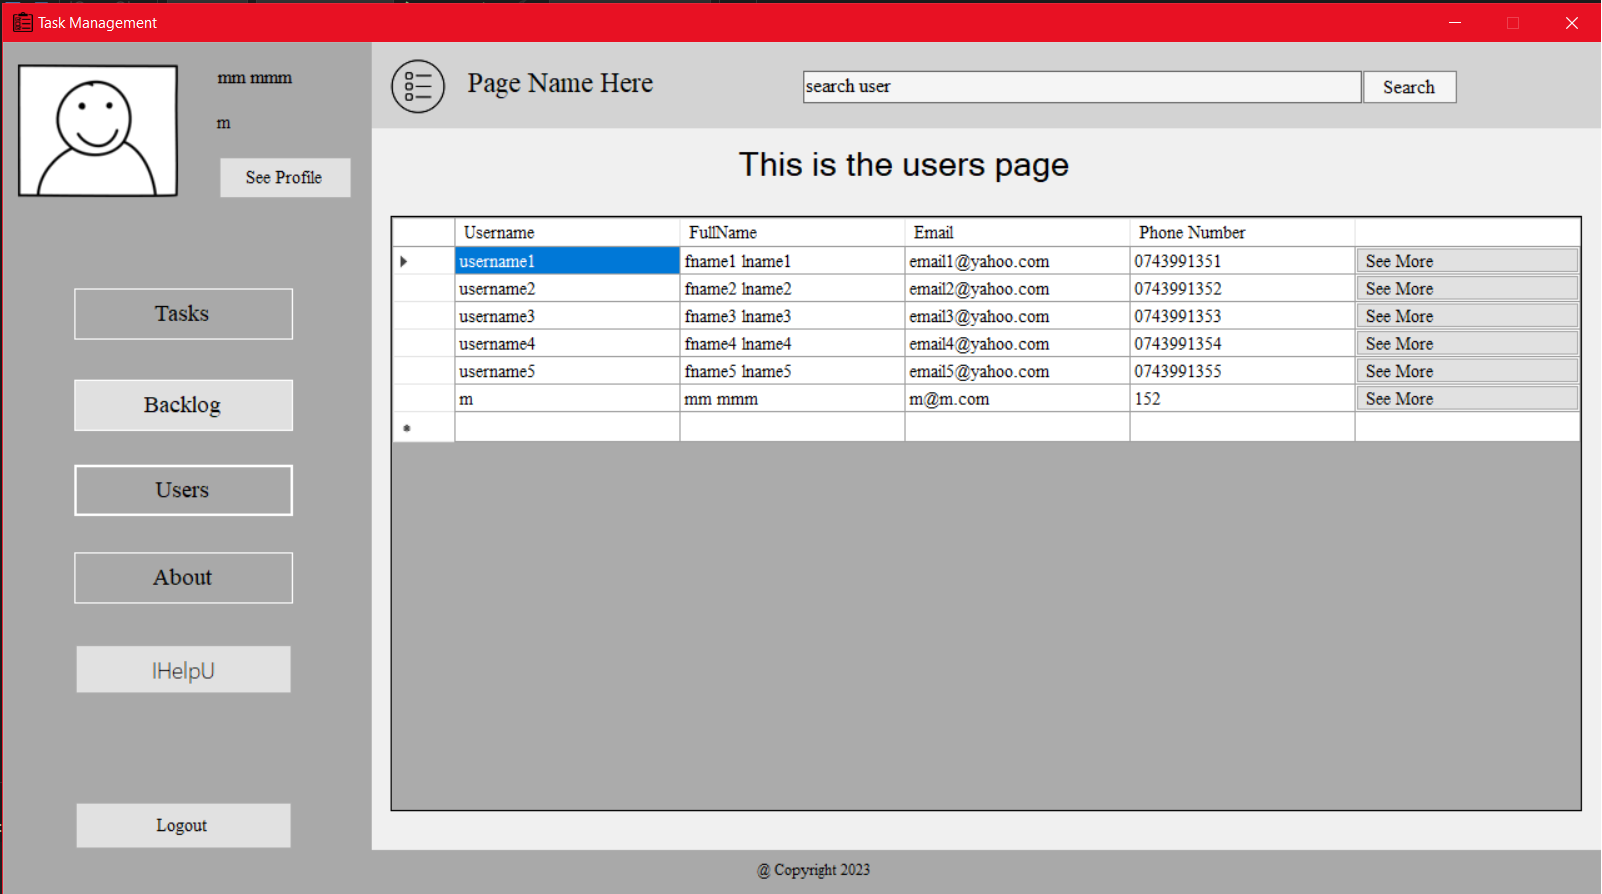 Task Management
mm mmm
m
See Profile
Tasks
Backlog
Users
About
IHelpU
Logout
Page Name Here
search user
Search
This is the users page
Username FullName Email Phone Number
username1 fname1 lname1 email1@yahoo.com 0743991351 See More
username2 fname2 lname2 email2@yahoo.com 0743991352 See More
username3 fname3 lname3 email3@yahoo.com 0743991353 See More
username4 fname4 lname4 email4@yahoo.com 0743991354 See More
username5 fname5 lname5 email5@yahoo.com 0743991355 See More
m mm mmm m@m.com 152 See More
@ Copyright 2023